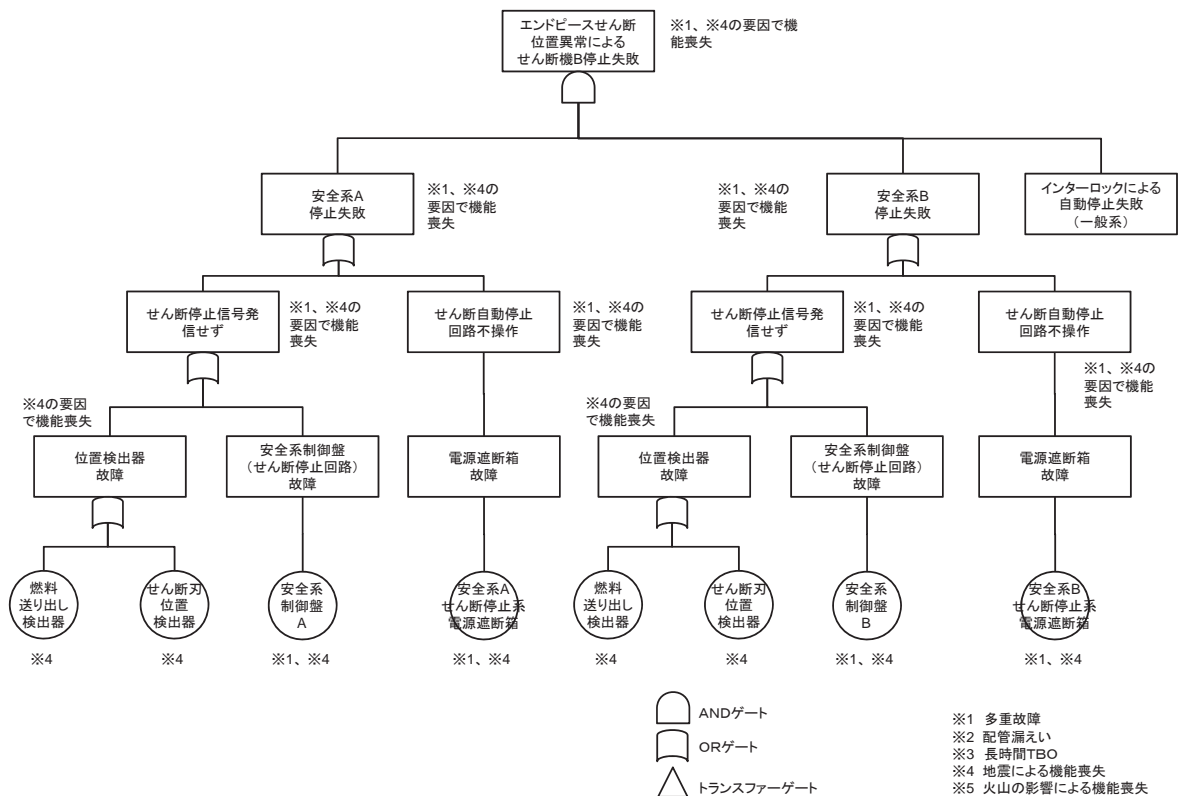 エンドピースせん断
位置異常による
せん断機B停止失敗
※1、※4の要因で機
能喪失
安全系A
停止失敗
※1、※4の
要因で機能
喪失
※1、※4の
要因で機能
喪失
安全系B
停止失敗
インターロックによる
自動停止失敗
（一般系）
せん断停止信号発
信せず
※1、※4の
要因で機能
喪失
せん断自動停止
回路不操作
※1、※4の
要因で機能
喪失
せん断停止信号発
信せず
※1、※4の
要因で機能
喪失
せん断自動停止
回路不操作
※1、※4の
要因で機能
喪失
※4の要因
で機能喪失
位置検出器
故障
安全系制御盤
（せん断停止回路）
故障
電源遮断箱
故障
※4の要因
で機能喪失
位置検出器
故障
安全系制御盤
（せん断停止回路）
故障
電源遮断箱
故障
燃料
送り出し
検出器
せん断刃
位置
検出器
安全系
制御盤
A
安全系A
せん断停止系
電源遮断箱
燃料
送り出し
検出器
せん断刃
位置
検出器
安全系
制御盤
B
安全系B
せん断停止系
電源遮断箱
※4
※4
※1、※4
※1、※4
※4
※4
※1、※4
※1、※4
ANDゲート
ORゲート
トランスファーゲート
※1 多重故障
※2 配管漏えい
※3 長時間TBO
※4 地震による機能喪失
※5 火山の影響による機能喪失